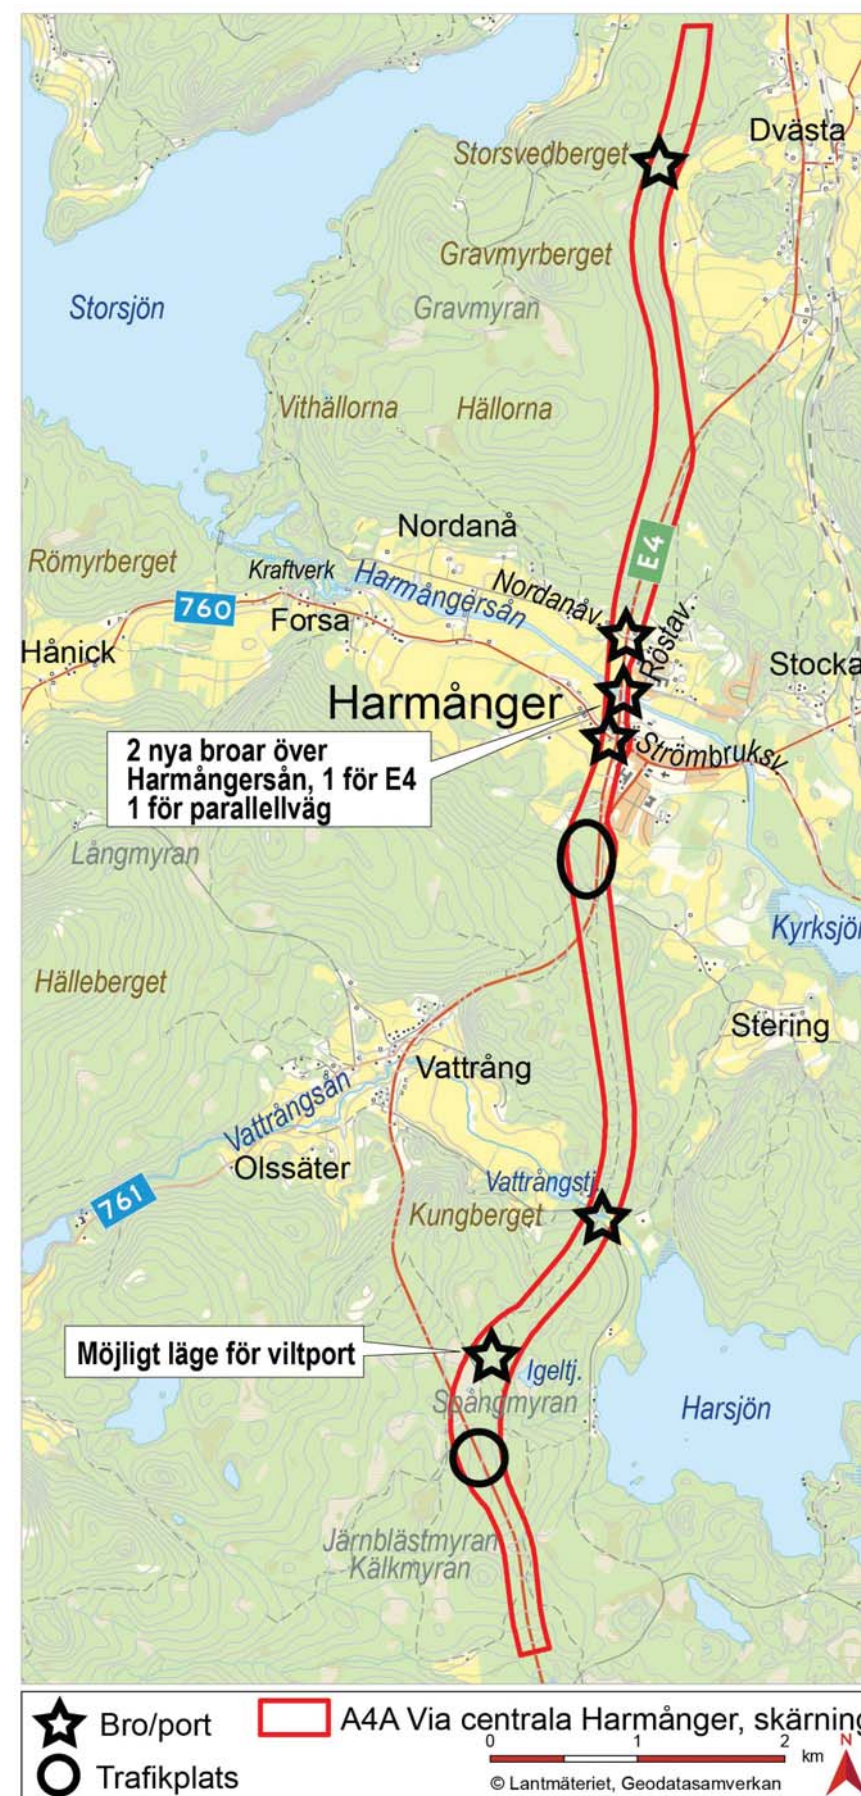 Dvästa
Storsvedberget
Gravmyrberget
Storsjön
Gravmyran
Vithällorna
Hällorna
Nordanå
E4
Römyrberget
Kraftverk
Harmångersån
Nordanåv.
760
Forsa
Röstav.
Hånick
Stocka
Harmånger
2 nya broar över
Harmångersån, 1 för E4
1 för parallellväg
Strömbruksv.
Långmyran
Kyrksjön
Hälleberget
Stering
Vattrång
Vattrångsån
Olssäter
761
Vattrångstj.
Kungberget
Möjligt läge för viltport
Igeltj.
Spångmyran
Harsjön
Järnblästmyran
Kälkmyran
Bro/port
A4A Via centrala Harmånger, skärning
Trafikplats
0 1 2
km
N
© Lantmäteriet, Geodatasamverkan